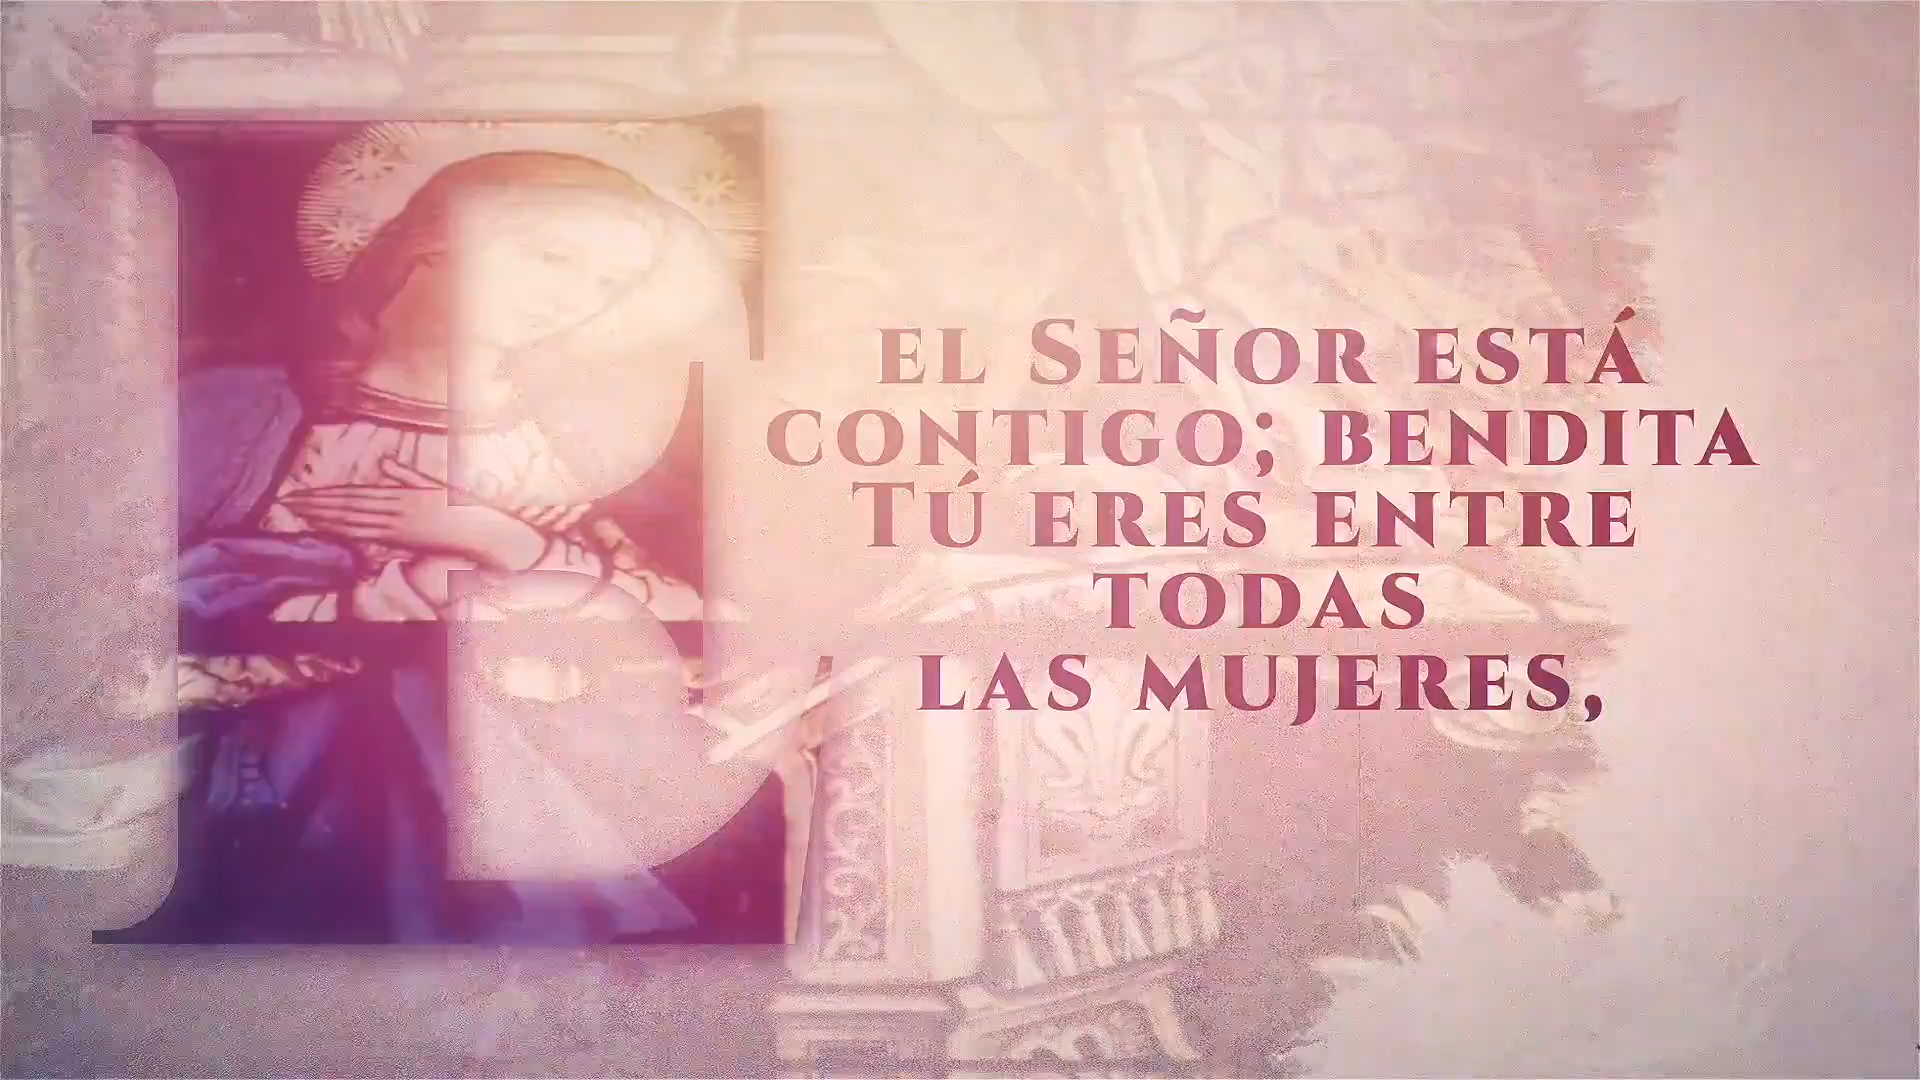 E
el Señor está
contigo; bendita
Tú eres entre
todas
las mujeres,